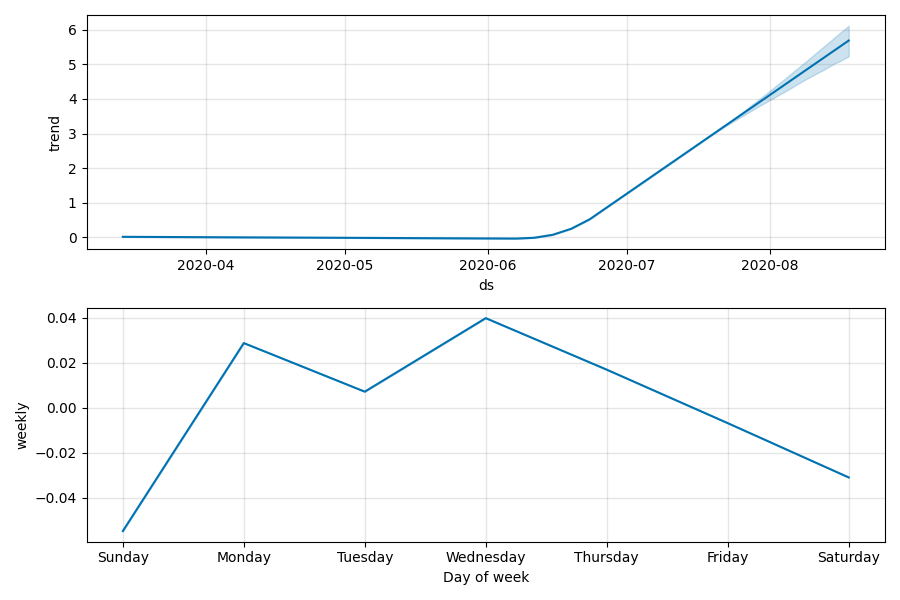 6
5
4
3
2
1
0
trend
2020-04 2020-05 2020-06 2020-07 2020-08
ds
0.04
0.02
0.00
−0.02
−0.04
weekly
Sunday Monday Tuesday Wednesday Thursday Friday Saturday
Day of week